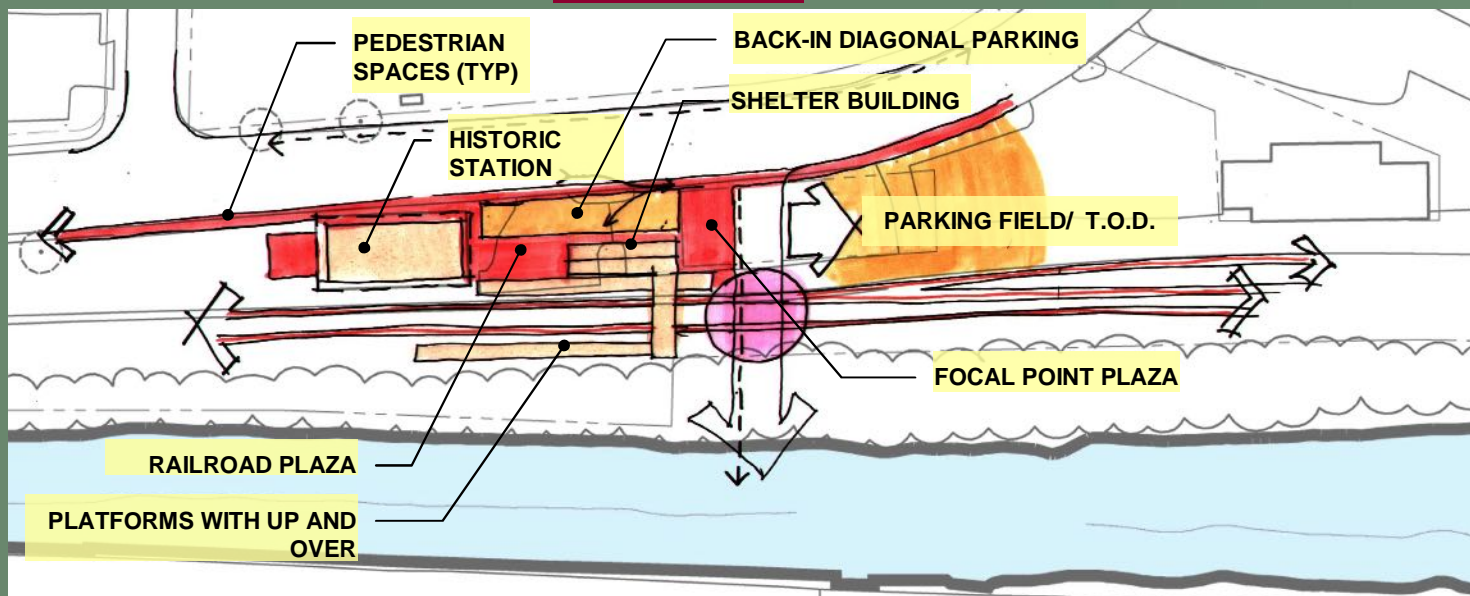 PEDESTRIAN
SPACES (TYP)
BACK-IN DIAGONAL PARKING
SHELTER BUILDING
HISTORIC
STATION
PARKING FIELD/ T.O.D.
FOCAL POINT PLAZA
RAILROAD PLAZA
PLATFORMS WITH UP AND
OVER